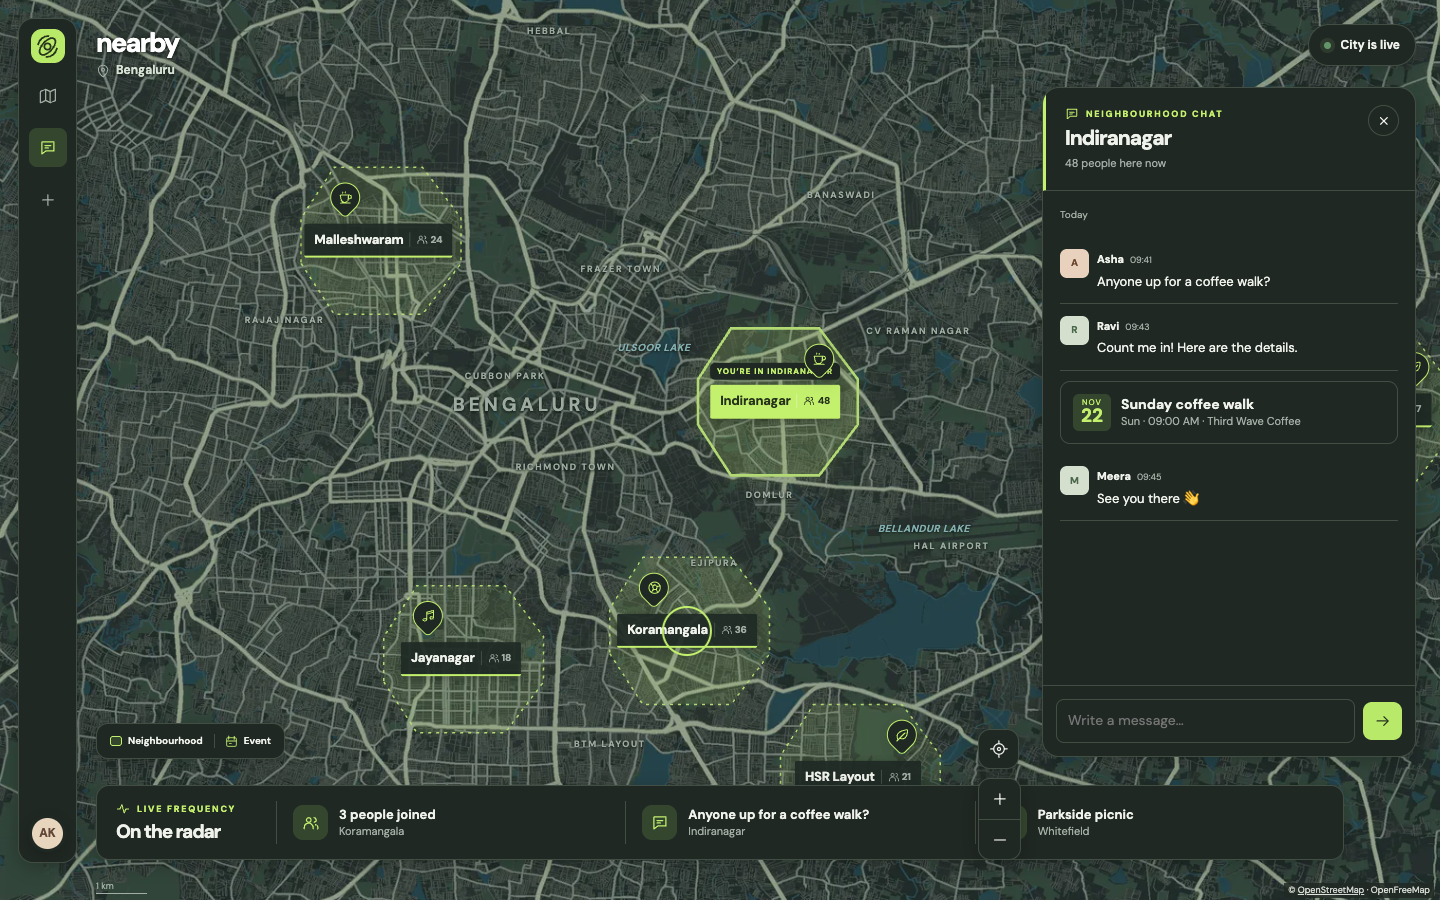 nearby
Bengaluru
City is live
HEBBAL
BANASWADI
FRAZER TOWN
RAJAJINAGAR
CV RAMAN NAGAR
ULSOOR LAKE
CUBBON PARK
BENGALURU
RICHMOND TOWN
DOMLUR
BELLANDUR LAKE
HAL AIRPORT
EJIPURA
BTM LAYOUT
Malleshwaram 24
YOU'RE IN INDIRANA R
Indiranagar 48
Koramangala 36
Jayanagar 18
HSR Layout 21
7
NEIGHBOURHOOD CHAT
Indiranagar
48 people here now
Today
A
Asha 09:41
Anyone up for a coffee walk?
R
Ravi 09:43
Count me in! Here are the details.
NOV
22
Sunday coffee walk
Sun · 09:00 AM · Third Wave Coffee
M
Meera 09:45
See you there 👋
Write a message...
Neighbourhood
Event
AK
LIVE FREQUENCY
On the radar
3 people joined
Koramangala
Anyone up for a coffee walk?
Indiranagar
Parkside picnic
Whitefield
1 km
© OpenStreetMap · OpenFreeMap